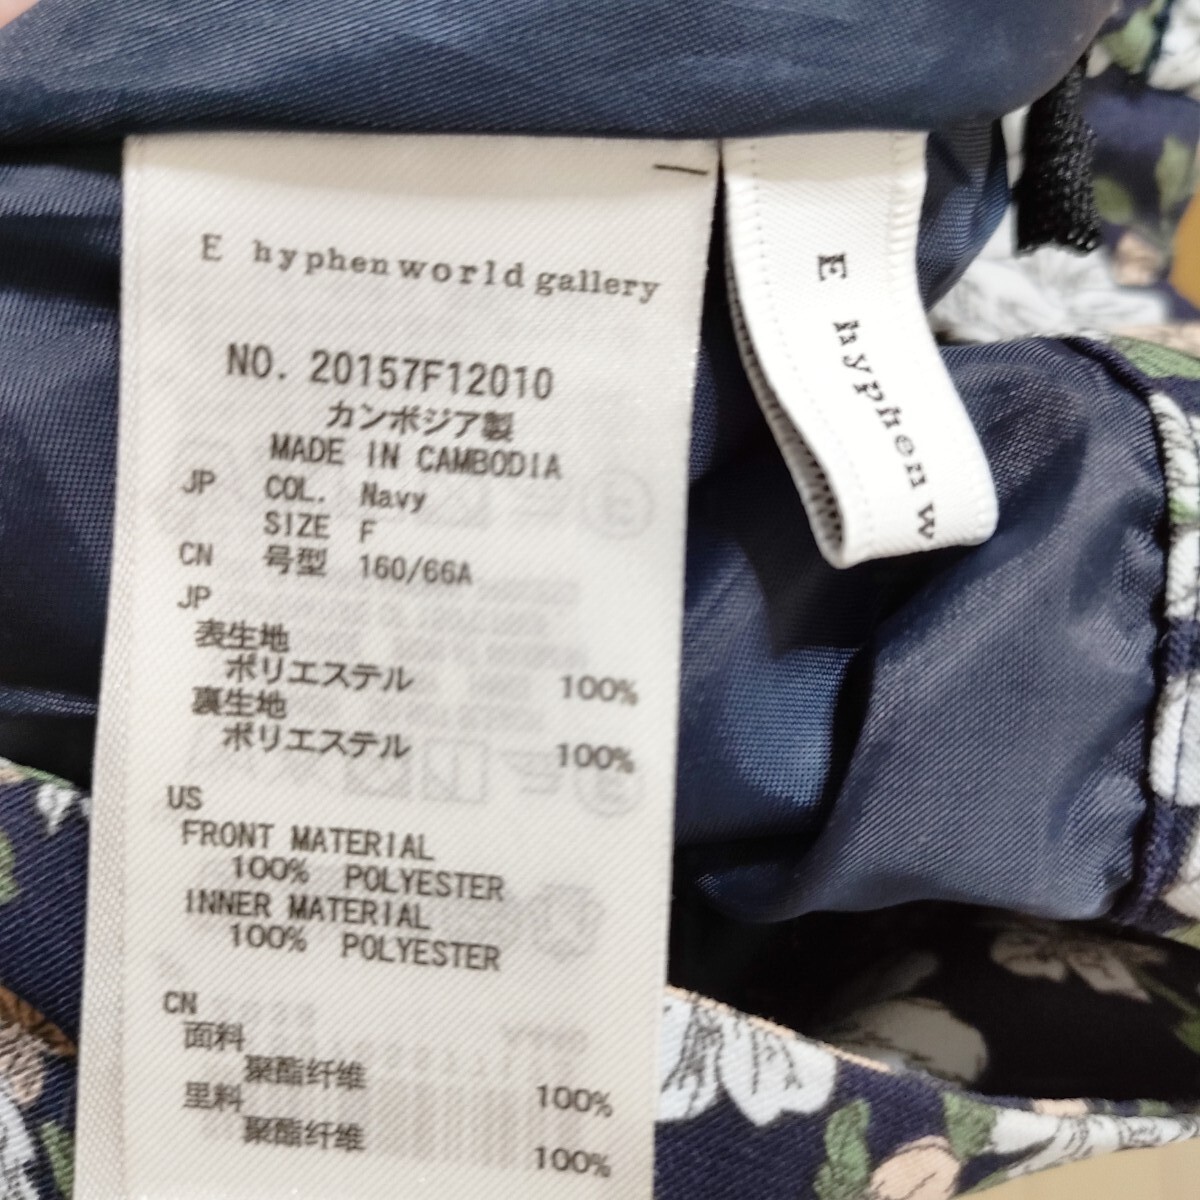 E hyphen world gallery
NO. 20157F12010
カンボジア製
MADE IN CAMBODIA
JP COL. Navy
SIZE F
CN 号型 160/66A
JP
表生地
ポリエステル 100%
裏生地
ポリエステル 100%
US
FRONT MATERIAL
100% POLYESTER
INNER MATERIAL
100% POLYESTER
CN
面料
聚酯纤维 100%
里料
聚酯纤维 100%
E hyphen w